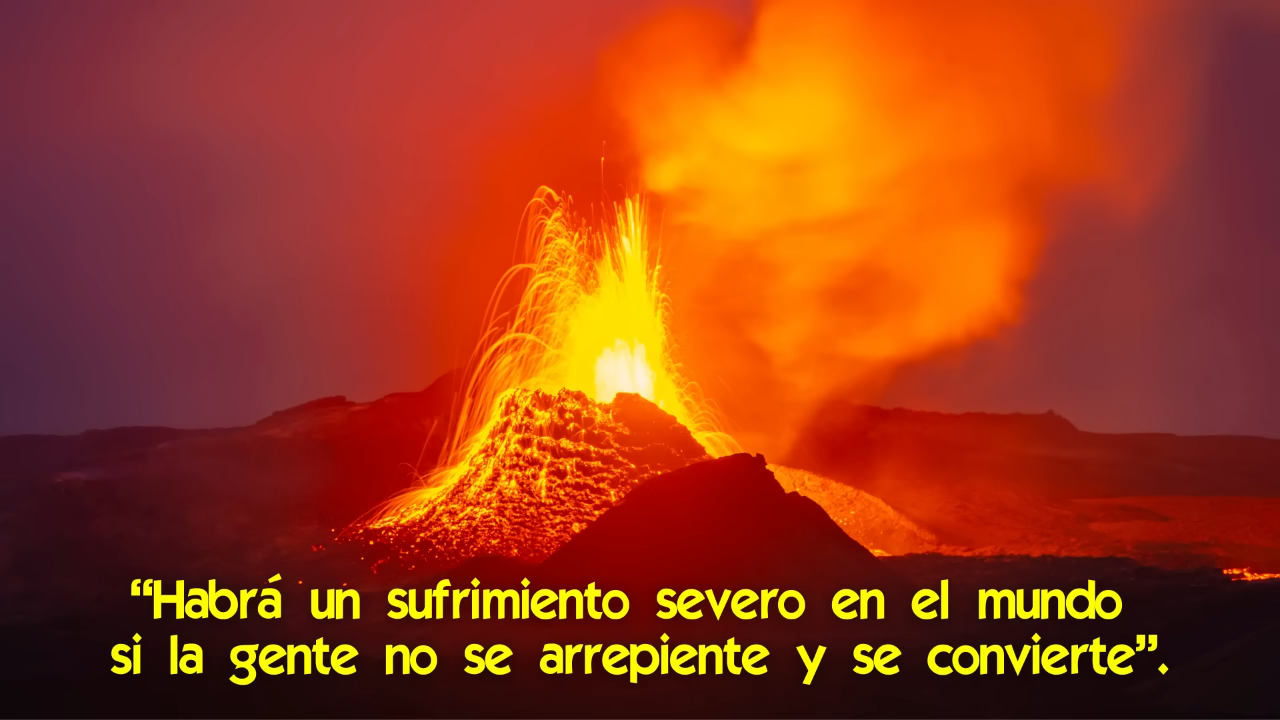 “Habrá un sufrimiento severo en el mundo
si la gente no se arrepiente y se convierte”.